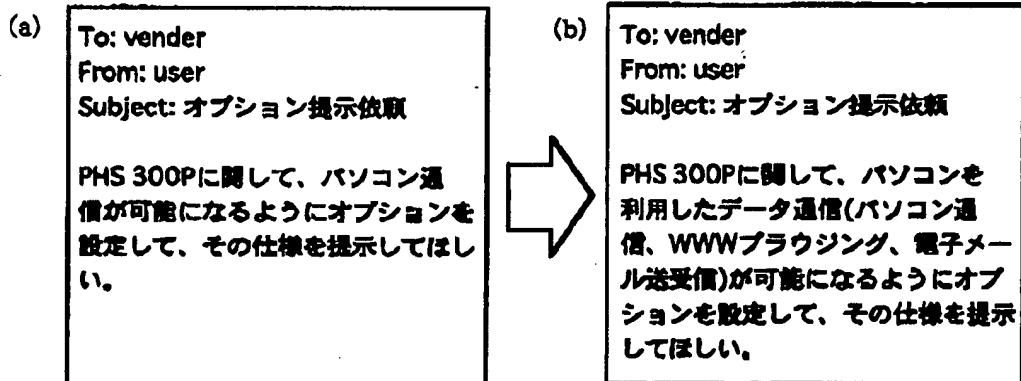 (a)
To: vender
From: user
Subject: オプション提示依頼
PHS 300Pに関して、パソコン通
信が可能になるようにオプションを
設定して、その仕様を提示してほし
い。
(b)
To: vender
From: user
Subject: オプション提示依頼
PHS 300Pに関して、パソコンを
利用したデータ通信(パソコン通
信、WWWブラウジング、電子メー
ル送受信)が可能になるようにオプ
ションを設定して、その仕様を提示
してほしい。